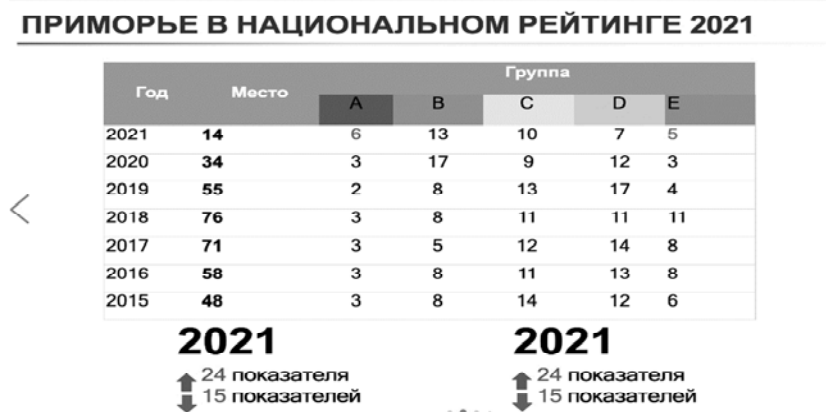 ПРИМОРЬЕ В НАЦИОНАЛЬНОМ РЕЙТИНГЕ 2021
Год Место Группа
A B C D E
2021 14 6 13 10 7 5
2020 34 3 17 9 12 3
2019 55 2 8 13 17 4
2018 76 3 8 11 11 11
2017 71 3 5 12 14 8
2016 58 3 8 11 13 8
2015 48 3 8 14 12 6
2021 2021
24 показателя 24 показателя
15 показателей 15 показателей